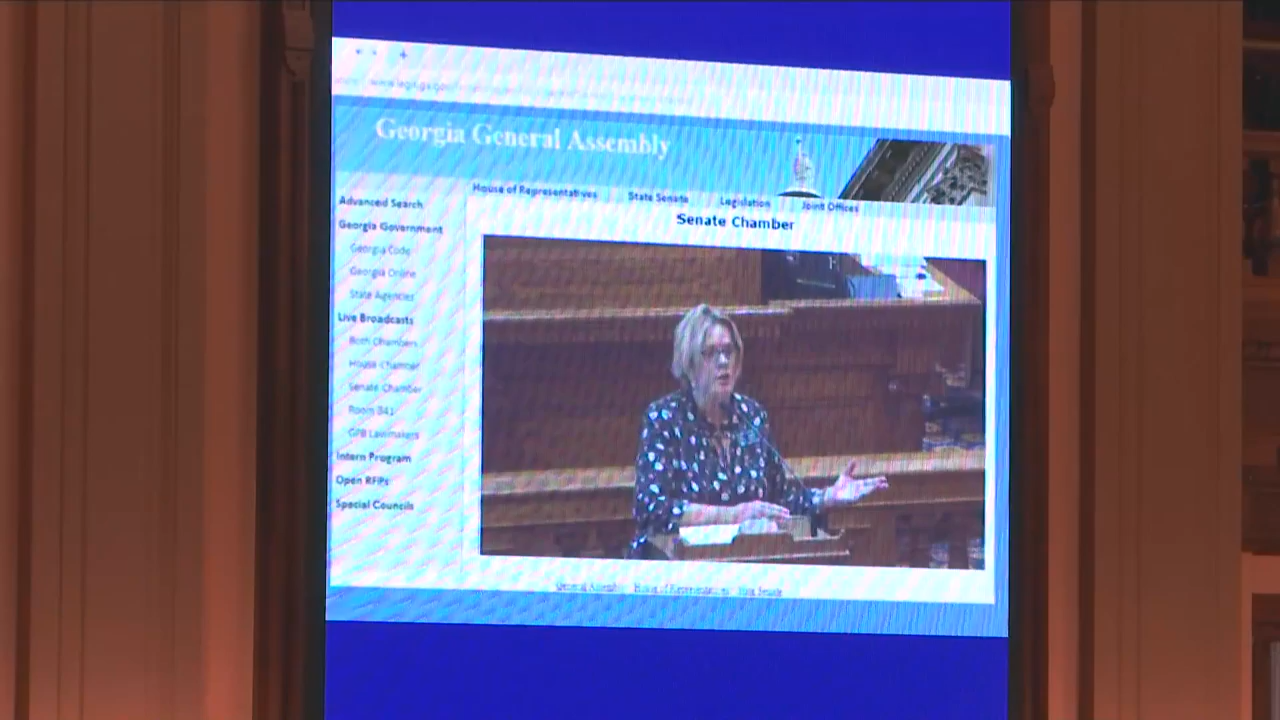 Georgia General Assembly
House of Representatives State Senate Legislation Joint Offices
Senate Chamber
Advanced Search
Georgia Government
Georgia Code
Georgia Online
State Agencies
Live Broadcasts
Both Chambers
House Chamber
Senate Chamber
Room 341
GPB Lawmakers
Intern Program
Open RFPs
Special Councils
General Assembly House of Representatives